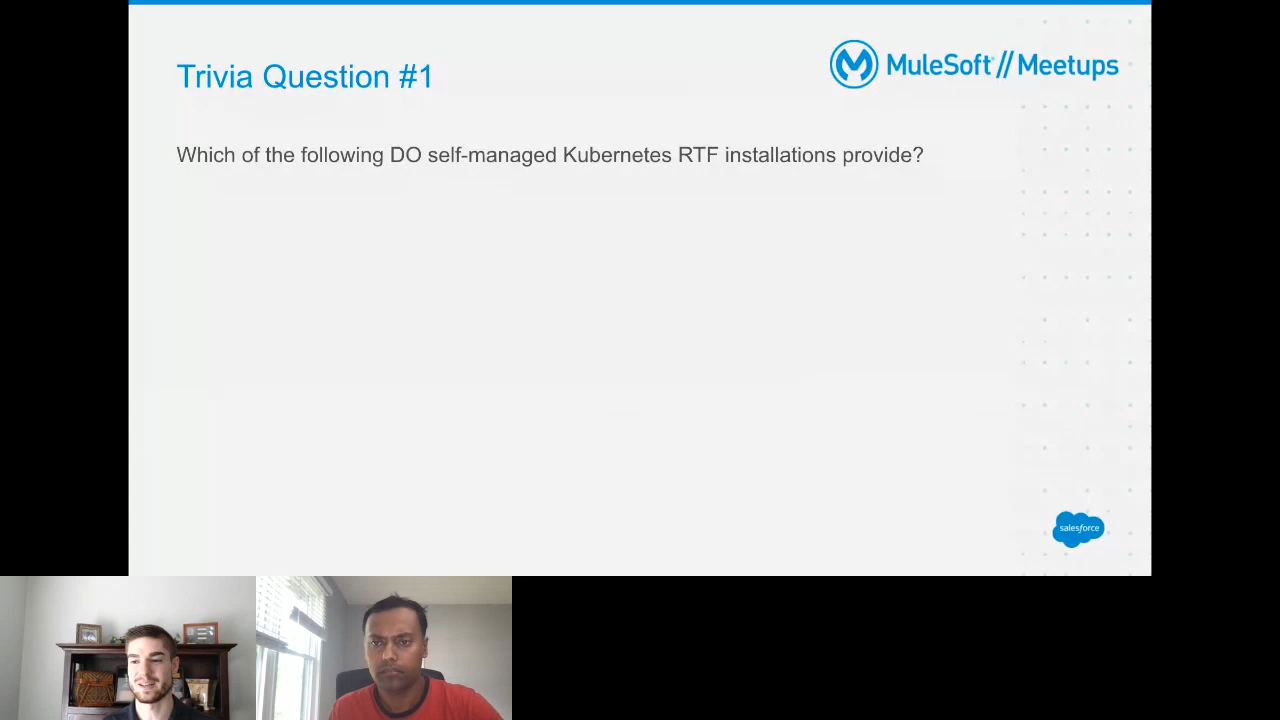 Trivia Question #1
MuleSoft // Meetups
Which of the following DO self-managed Kubernetes RTF installations provide?
salesforce